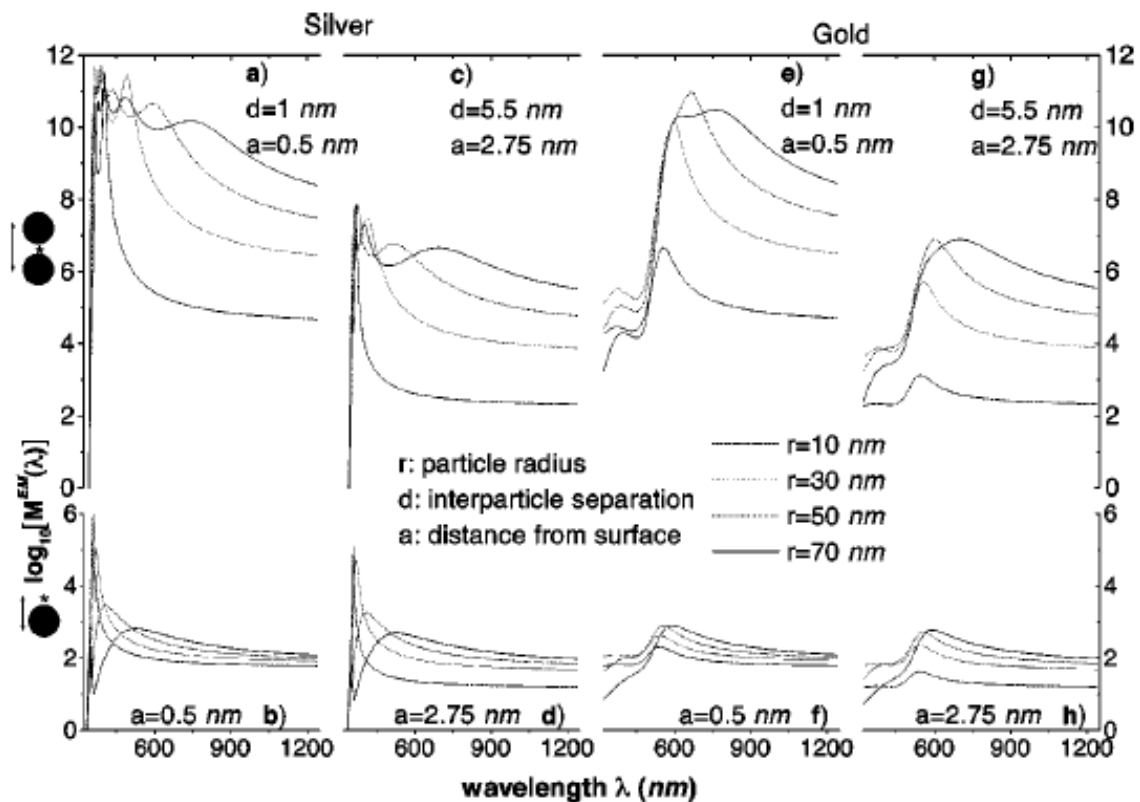 Silver
Gold
12
10
8
6
4
2
0
a)
d=1 nm
a=0.5 nm
c)
d=5.5 nm
a=2.75 nm
e)
d=1 nm
a=0.5 nm
g)
d=5.5 nm
a=2.75 nm
12
10
8
6
4
2
0
r: particle radius
d: interparticle separation
a: distance from surface
r=10 nm
r=30 nm
r=50 nm
r=70 nm
log10[M^EM(λ)]
*
6
4
2
0
*
a=0.5 nm b)
a=2.75 nm d)
a=0.5 nm f)
a=2.75 nm h)
6
4
2
0
600 900 1200 600 900 1200 600 900 1200 600 900 1200
wavelength λ (nm)